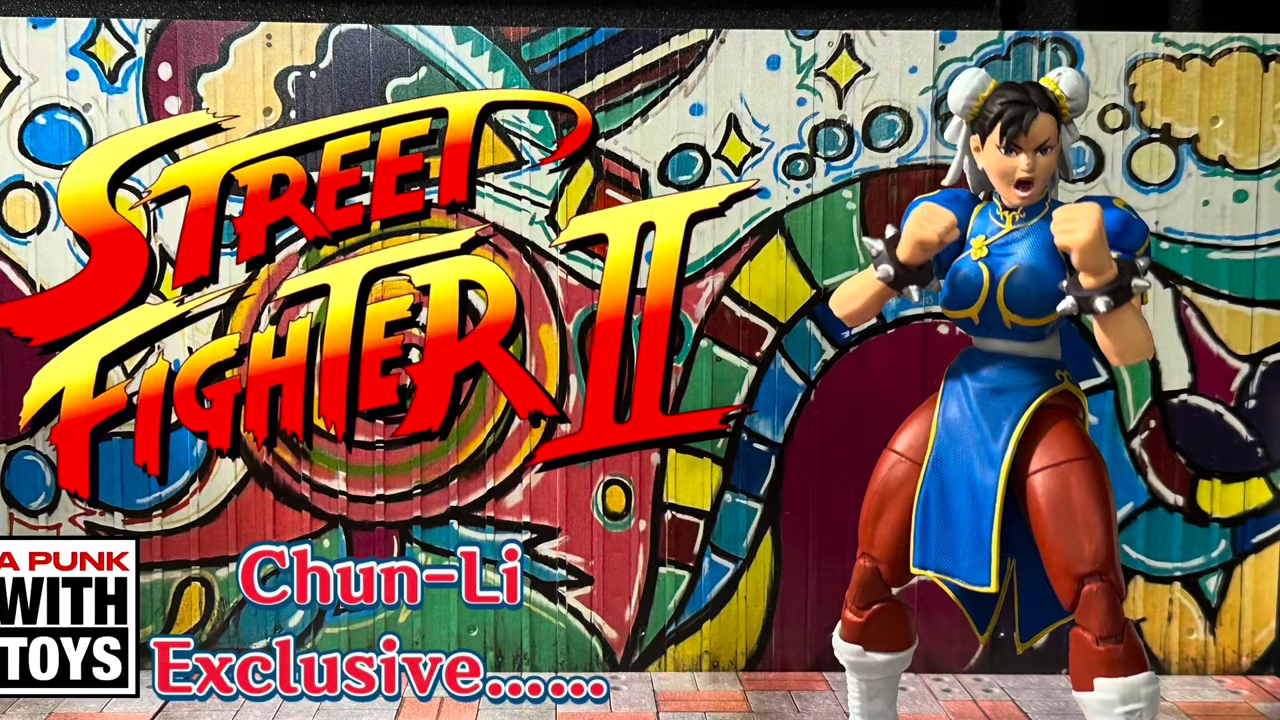 STREET
FIGHTER II
A PUNK
WITH
TOYS
Chun-Li
Exclusive......